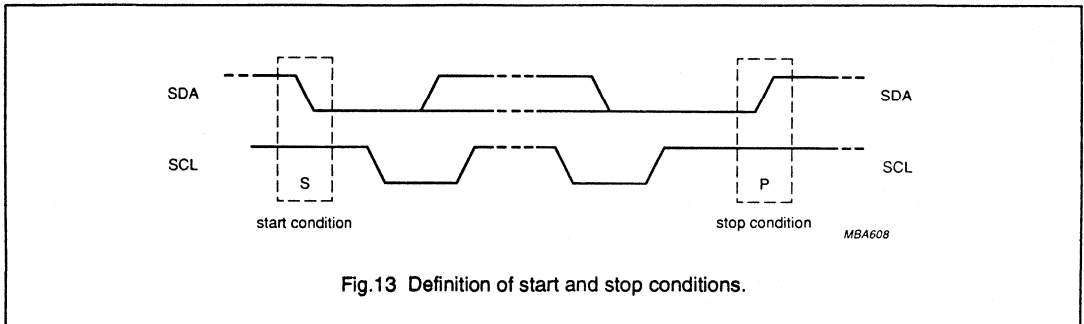 SDA
SDA
SCL
SCL
S
P
start condition
stop condition
MBA608
Fig.13 Definition of start and stop conditions.